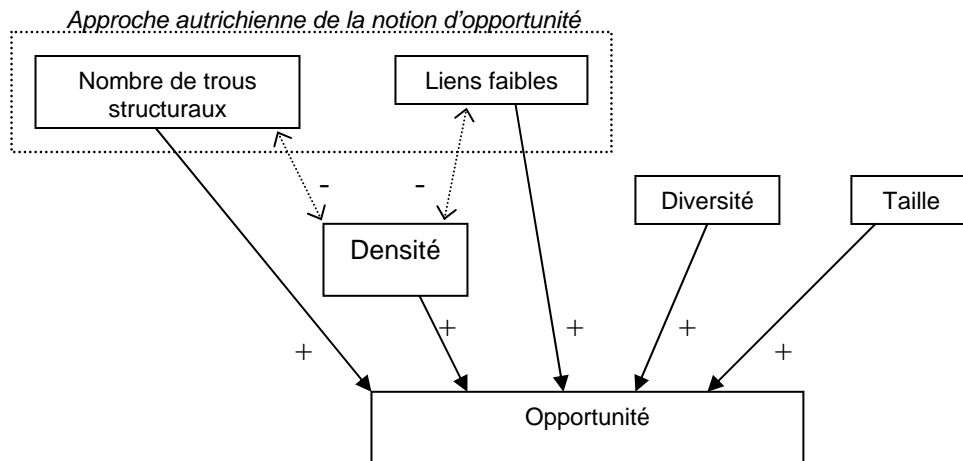 Approche autrichienne de la notion d’opportunité
Nombre de trous
structuraux
Liens faibles
-
-
Diversité
Taille
Densité
+
+
+
+
+
Opportunité